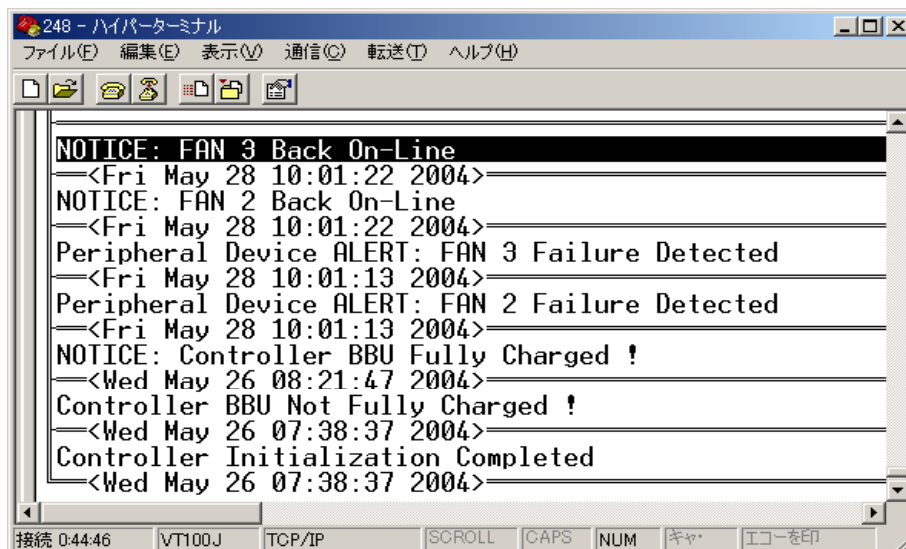 248 - ハイパーターミナル
ファイル(F) 編集(E) 表示(V) 通信(C) 転送(T) ヘルプ(H)
NOTICE: FAN 3 Back On-Line
<Fri May 28 10:01:22 2004>
NOTICE: FAN 2 Back On-Line
<Fri May 28 10:01:22 2004>
Peripheral Device ALERT: FAN 3 Failure Detected
<Fri May 28 10:01:13 2004>
Peripheral Device ALERT: FAN 2 Failure Detected
<Fri May 28 10:01:13 2004>
NOTICE: Controller BBU Fully Charged !
<Wed May 26 08:21:47 2004>
Controller BBU Not Fully Charged !
<Wed May 26 07:38:37 2004>
Controller Initialization Completed
<Wed May 26 07:38:37 2004>
接続 0:44:46 VT100J TCP/IP SCROLL CAPS NUM キャ・ エコーを印